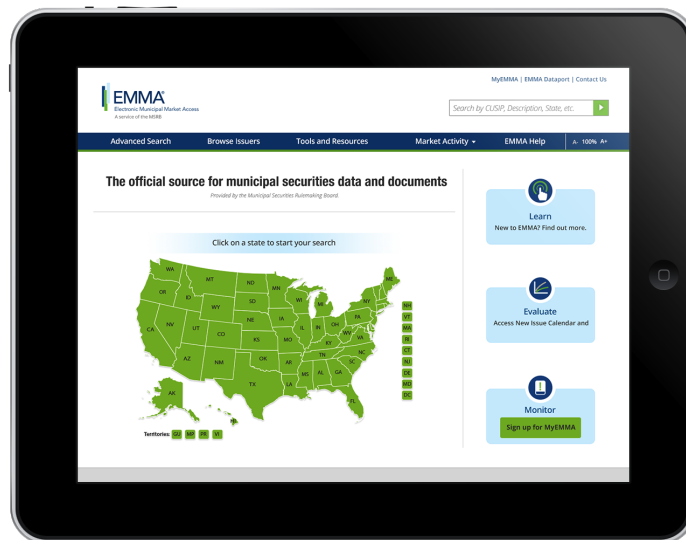 MyEMMA | EMMA Dataport | Contact Us
EMMA®
Electronic Municipal Market Access
A service of the MSRB
Search by CUSIP, Description, State, etc.
Advanced Search Browse Issuers Tools and Resources Market Activity EMMA Help A- 100% A+
The official source for municipal securities data and documents
Provided by the Municipal Securities Rulemaking Board.
Click on a state to start your search
WA
MT
ND
MN
ME
OR
ID
WY
SD
WI
MI
NY
NH
VT
MA
RI
CT
NJ
DE
MD
DC
NV
UT
CO
NE
IA
IL
IN
OH
PA
WV
VA
CA
KS
MO
KY
NC
AZ
NM
OK
AR
TN
SC
TX
LA
MS
AL
GA
FL
AK
HI
Territories: GU MP PR VI
Learn
New to EMMA? Find out more.
Evaluate
Access New Issue Calendar and
Monitor
Sign up for MyEMMA